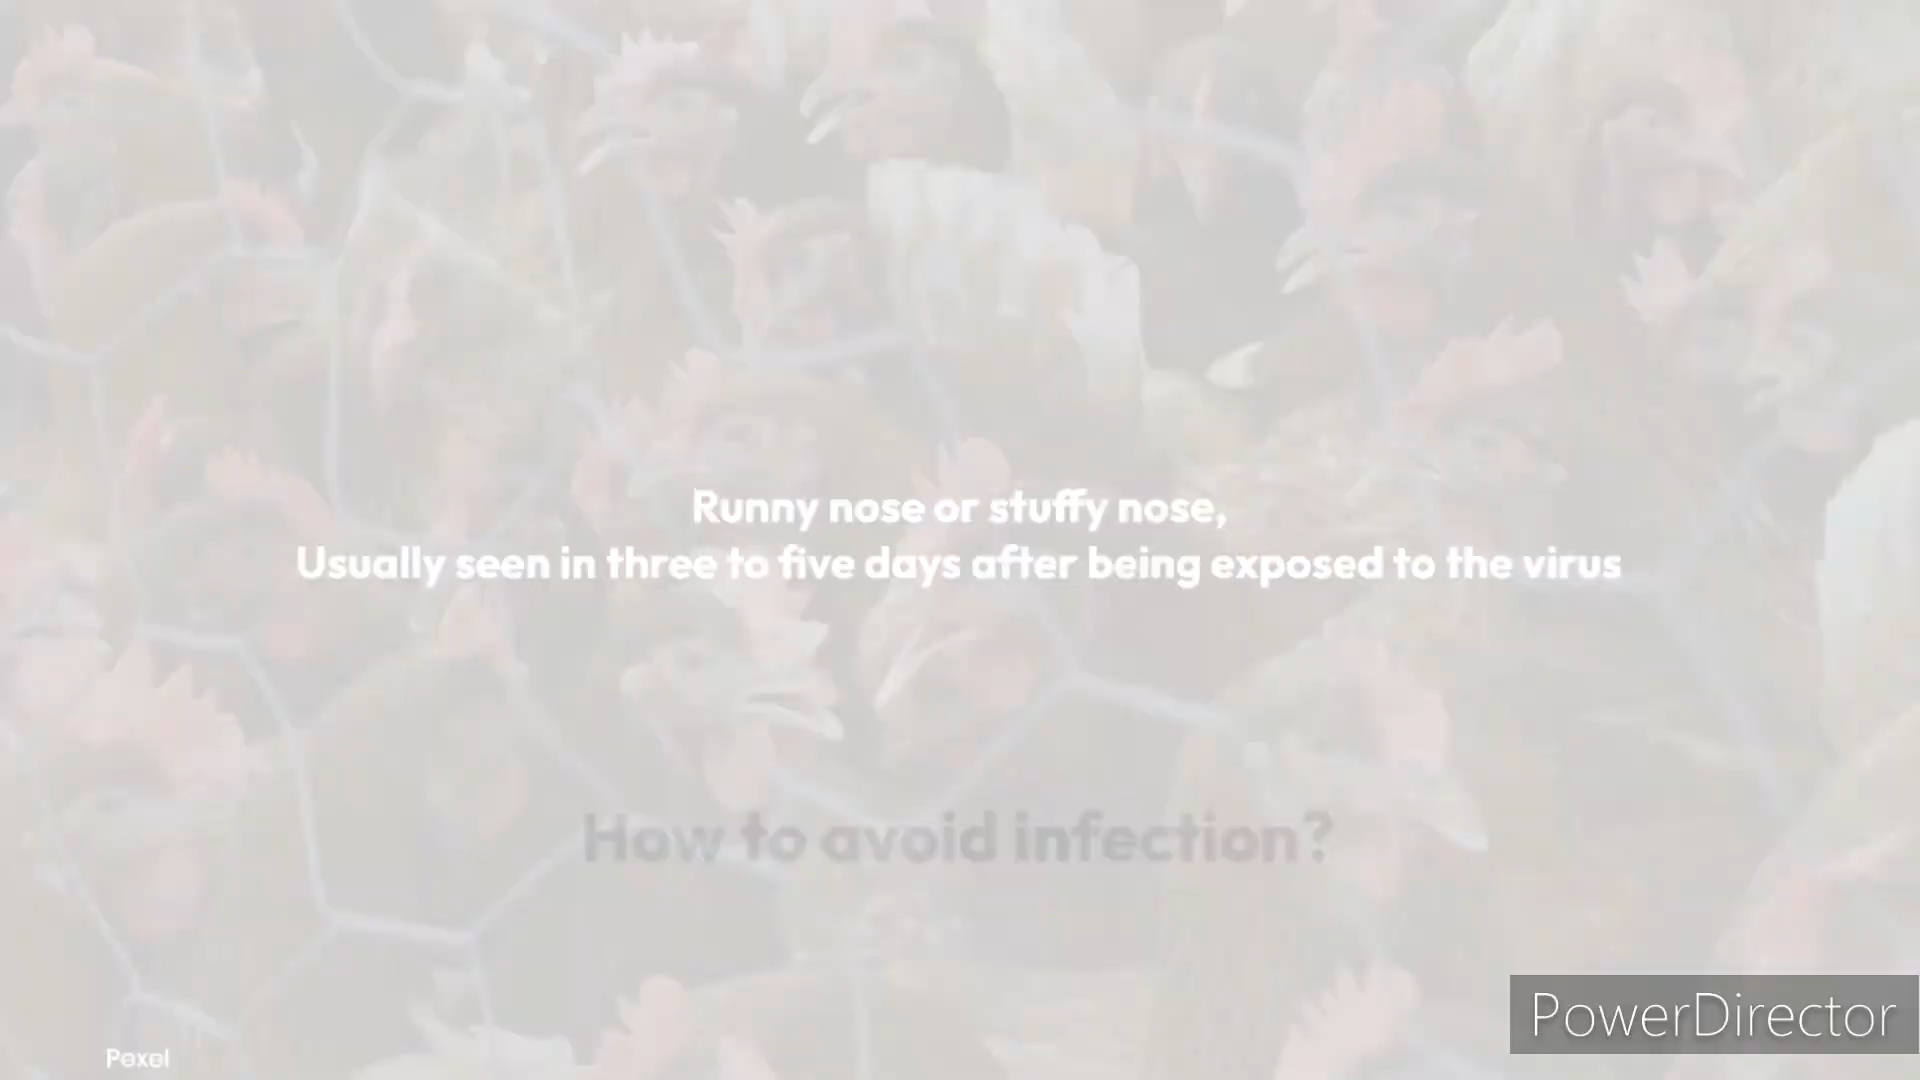 Runny nose or stuffy nose,
Usually seen in three to five days after being exposed to the virus
How to avoid infection?
PowerDirector
Pexel